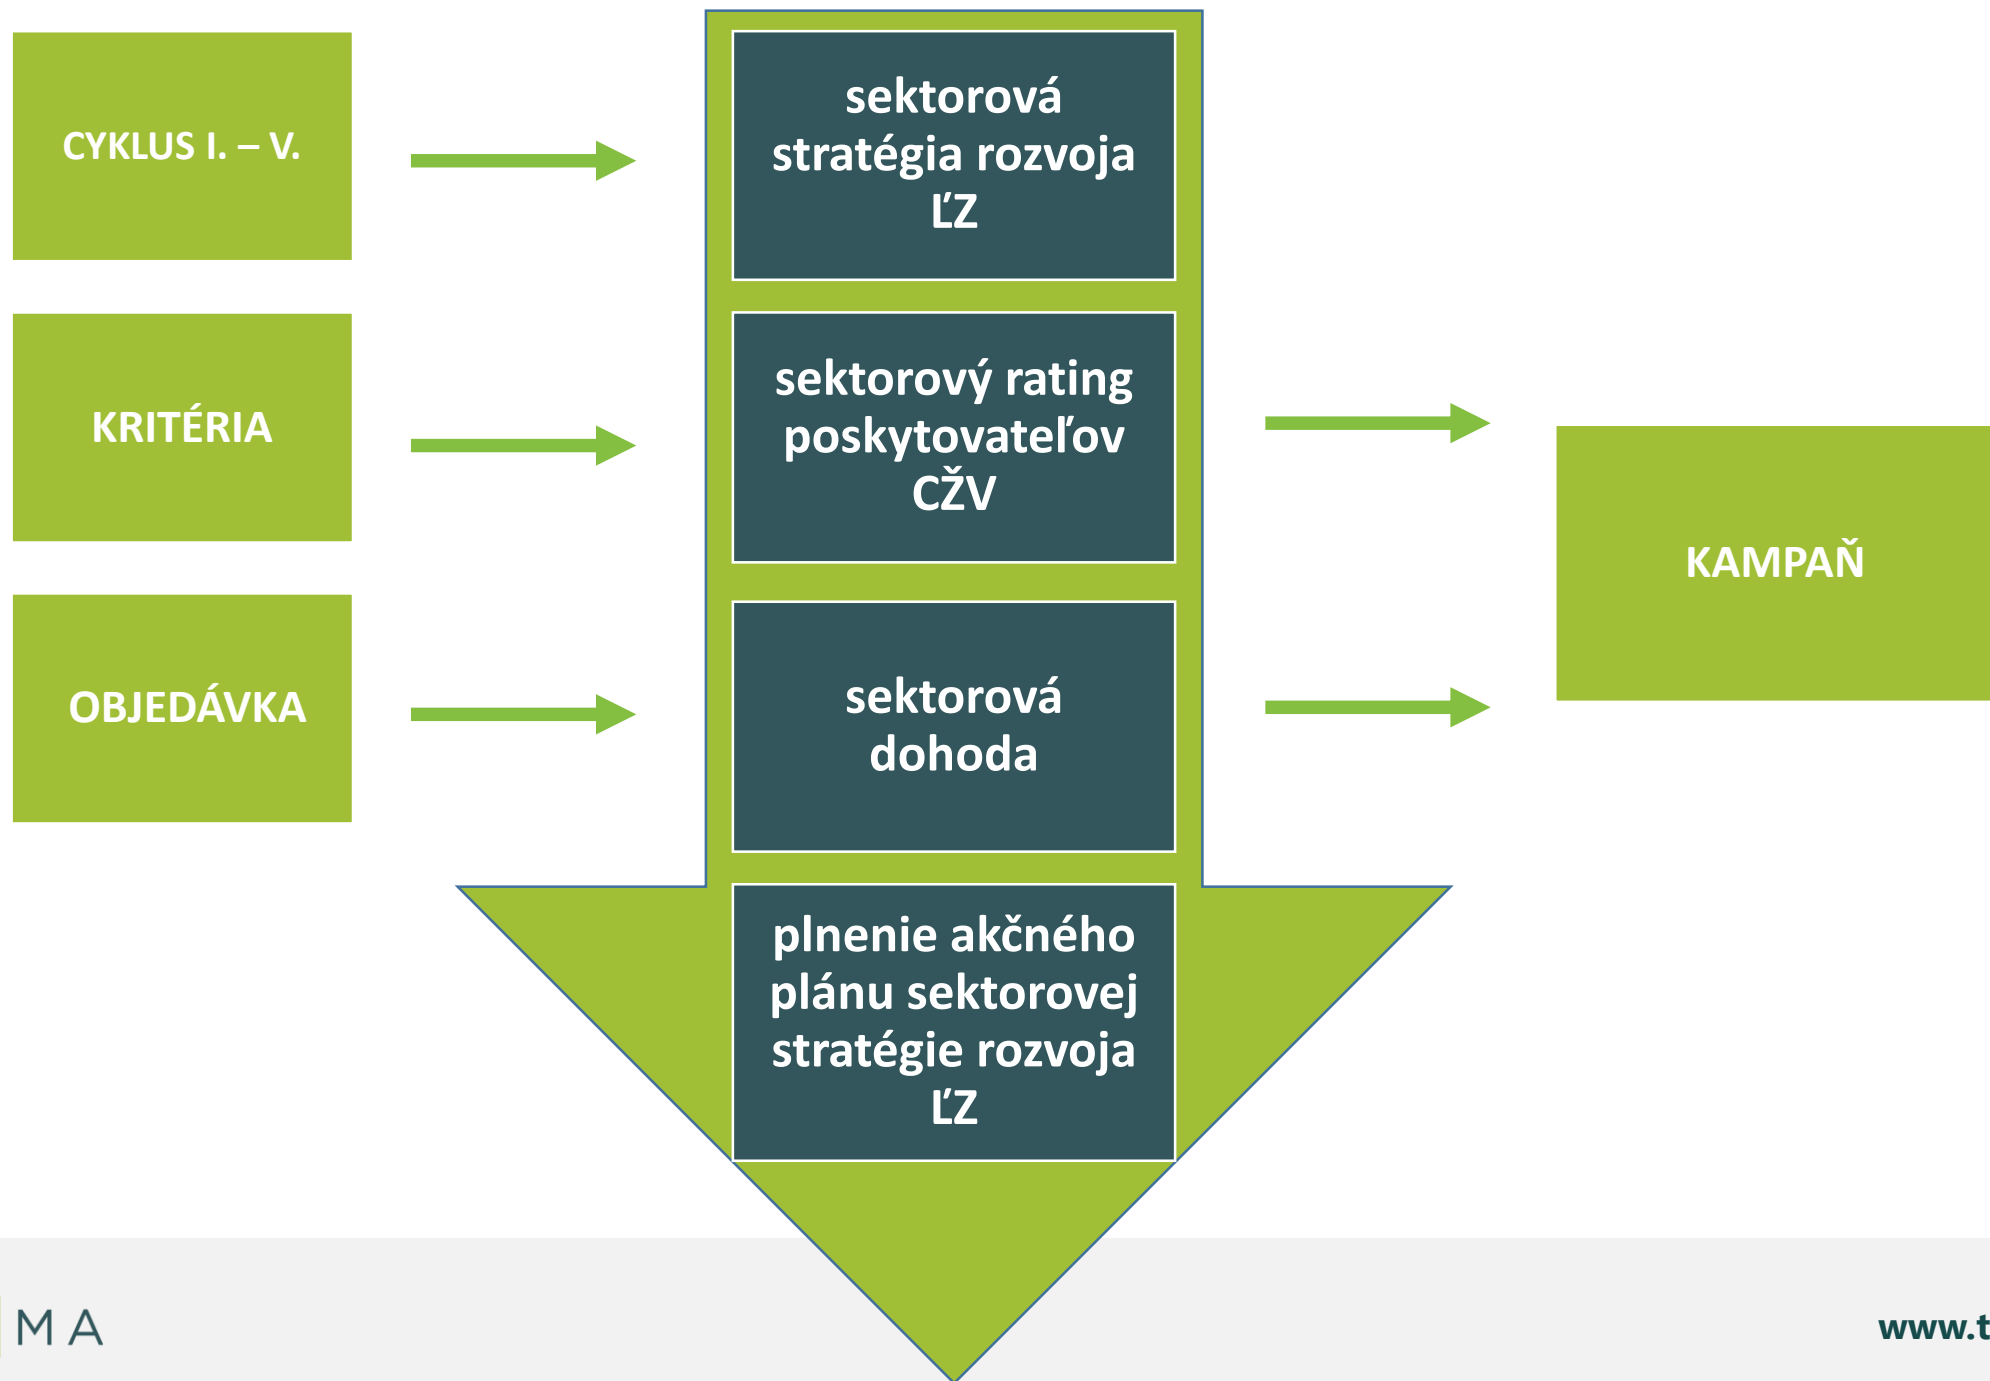 CYKLUS I. – V.
KRITÉRIA
OBJEDÁVKA
sektorová
stratégia rozvoja
ĽZ
sektorový rating
poskytovateľov
CŽV
sektorová
dohoda
plnenie akčného
plánu sektorovej
stratégie rozvoja
ĽZ
KAMPAŇ
MA
www.t